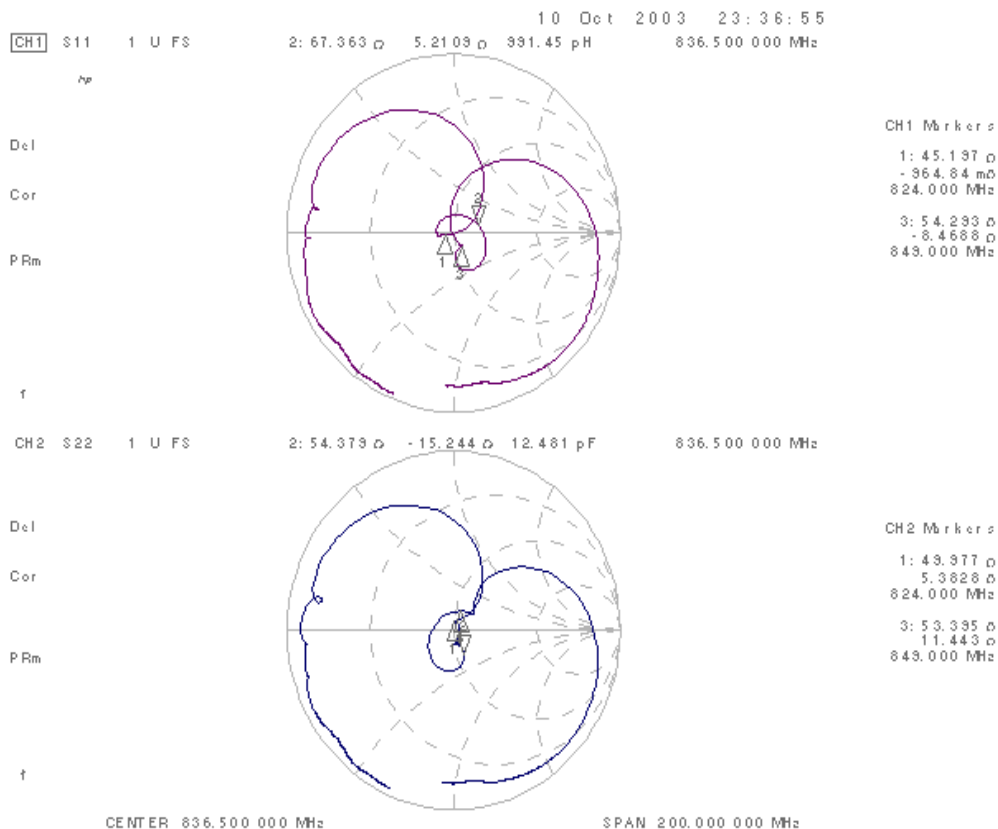 10 Oct 2003 23:36:55
CH1 S11 1 U FS 2: 67.363 Ω 5.2109 Ω 991.45 pH 836.500 000 MHz
hp
CH1 Markers
Del
1: 45.197 Ω
-964.84 mΩ
824.000 MHz
Cor
2
3: 54.293 Ω
-8.4688 Ω
849.000 MHz
PRm
1
3
CH2 S22 1 U FS 2: 54.379 Ω -15.244 Ω 12.481 pF 836.500 000 MHz
Del
CH2 Markers
1: 49.977 Ω
5.3828 Ω
824.000 MHz
Cor
3: 53.395 Ω
11.443 Ω
849.000 MHz
PRm
CENTER 836.500 000 MHz SPAN 200.000 000 MHz